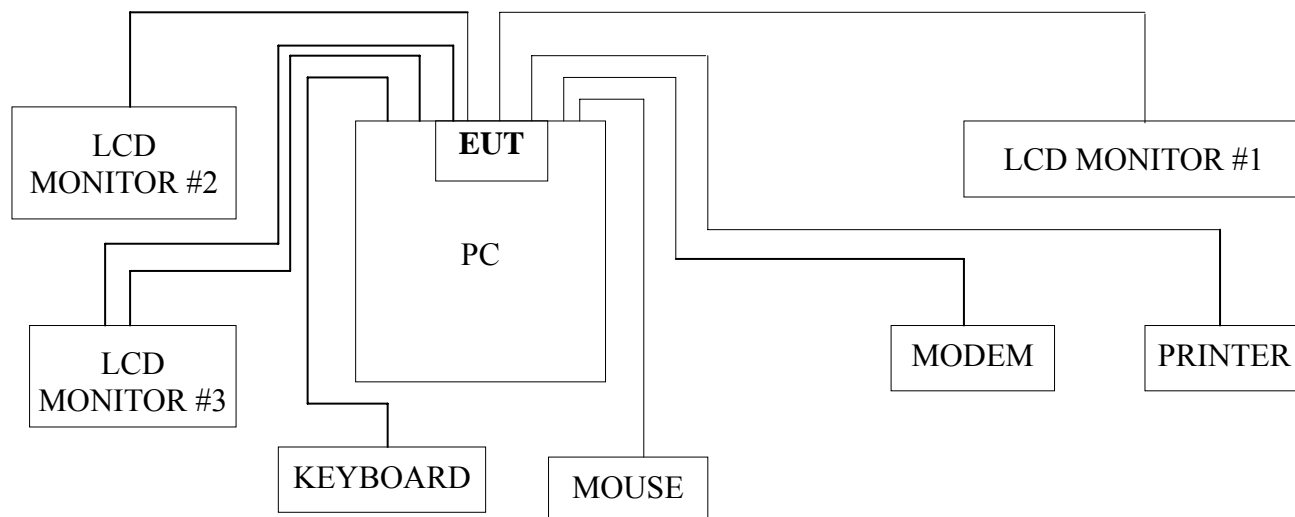 LCD
MONITOR #2
EUT
LCD MONITOR #1
PC
LCD
MONITOR #3
MODEM
PRINTER
KEYBOARD
MOUSE